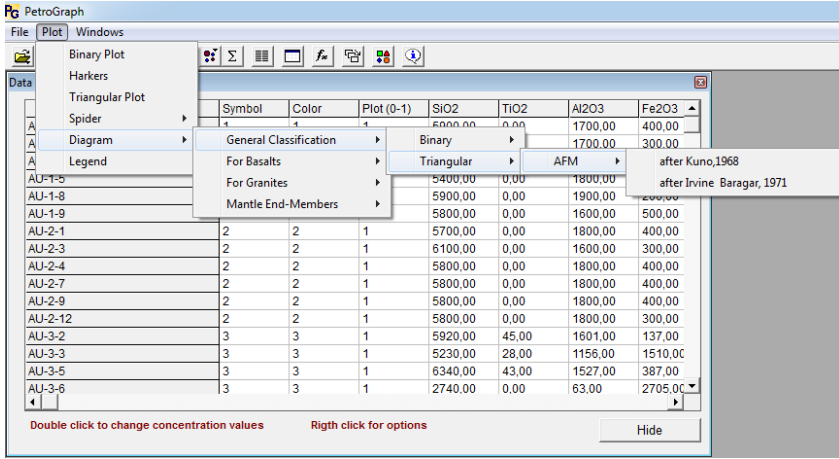 PG PetroGraph
File Plot Windows
Binary Plot
Harkers
Triangular Plot
Spider
Diagram
Legend
General Classification
For Basalts
For Granites
Mantle End-Members
Binary
Triangular
AFM
after Kuno,1968
after Irvine Baragar, 1971
Data
Symbol Color Plot (0-1) SiO2 TiO2 Al2O3 Fe2O3
1700,00 400,00
1700,00 300,00
AU-1-5 5400,00 0,00 1800,00
AU-1-8 5900,00 0,00 1900,00
AU-1-9 5800,00 0,00 1600,00 500,00
AU-2-1 2 2 1 5700,00 0,00 1800,00 400,00
AU-2-3 2 2 1 6100,00 0,00 1600,00 300,00
AU-2-4 2 2 1 5800,00 0,00 1800,00 400,00
AU-2-7 2 2 1 5800,00 0,00 1800,00 400,00
AU-2-9 2 2 1 5800,00 0,00 1800,00 400,00
AU-2-12 2 2 1 5800,00 0,00 1800,00 300,00
AU-3-2 3 3 1 5920,00 45,00 1601,00 137,00
AU-3-3 3 3 1 5230,00 28,00 1156,00 1510,00
AU-3-5 3 3 1 6340,00 43,00 1527,00 387,00
AU-3-6 3 3 1 2740,00 0,00 63,00 2705,00
Double click to change concentration values Rigth click for options Hide